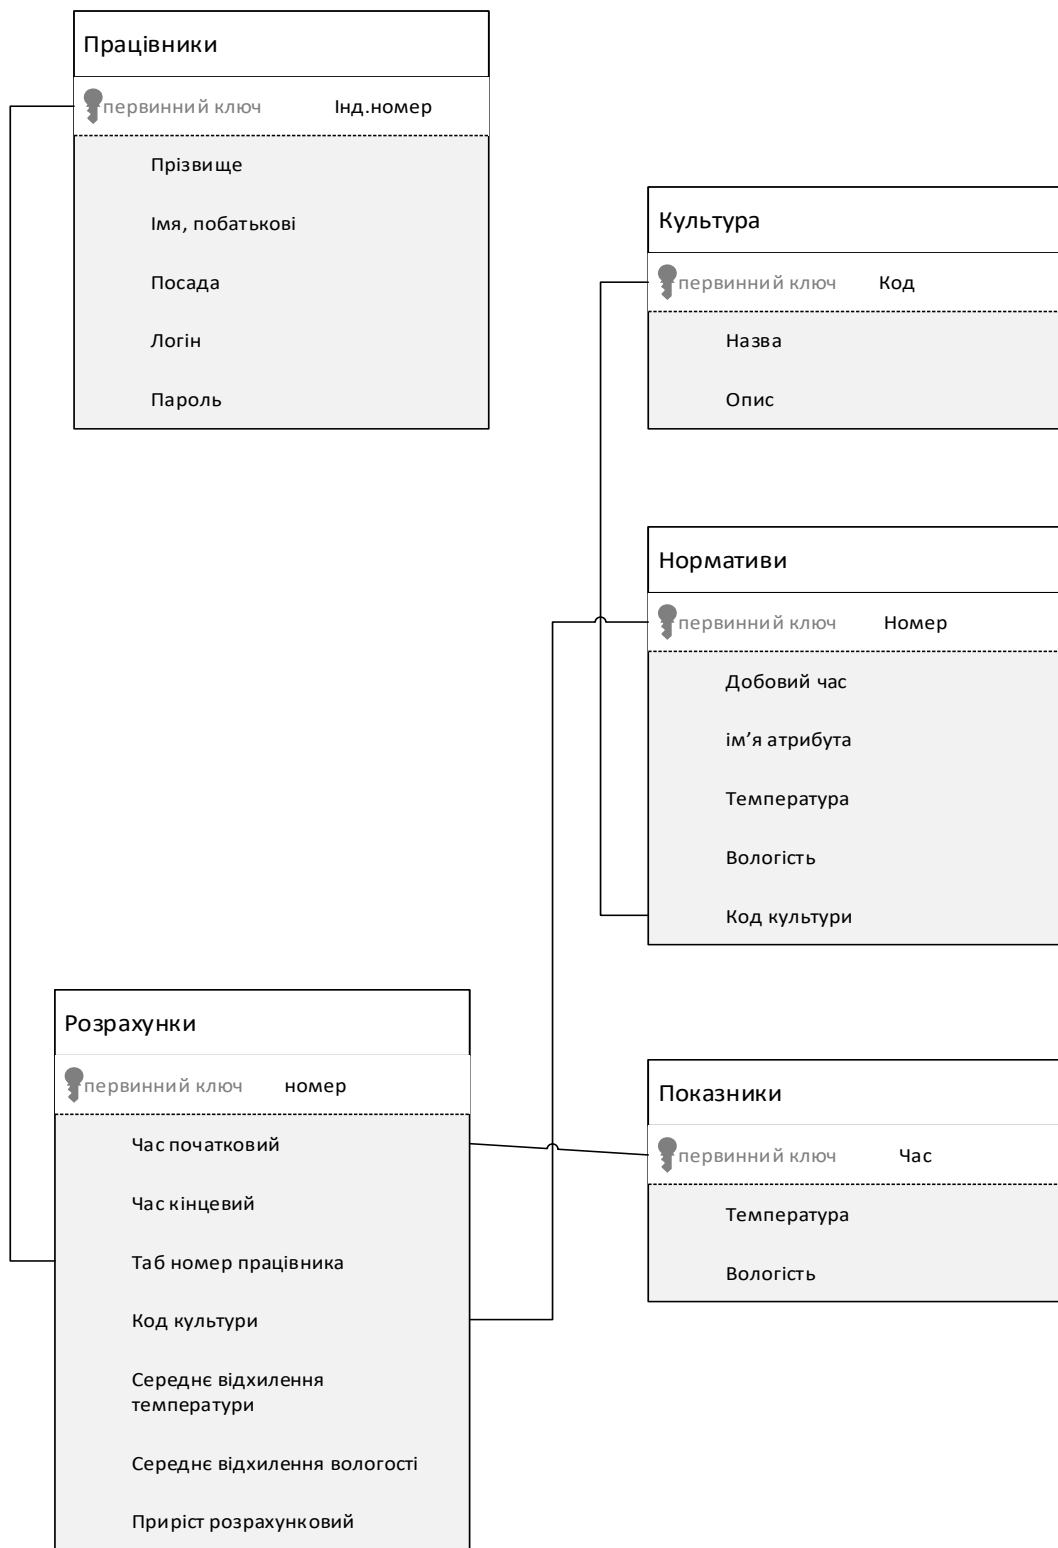 Працівники
первинний ключ Інд.номер
Прізвище
Імя, побатькові
Посада
Логін
Пароль
Культура
первинний ключ Код
Назва
Опис
Нормативи
первинний ключ Номер
Добовий час
ім’я атрибута
Температура
Вологість
Код культури
Розрахунки
первинний ключ номер
Час початковий
Час кінцевий
Таб номер працівника
Код культури
Середнє відхилення
температури
Середнє відхилення вологості
Приріст розрахунковий
Показники
первинний ключ Час
Температура
Вологість